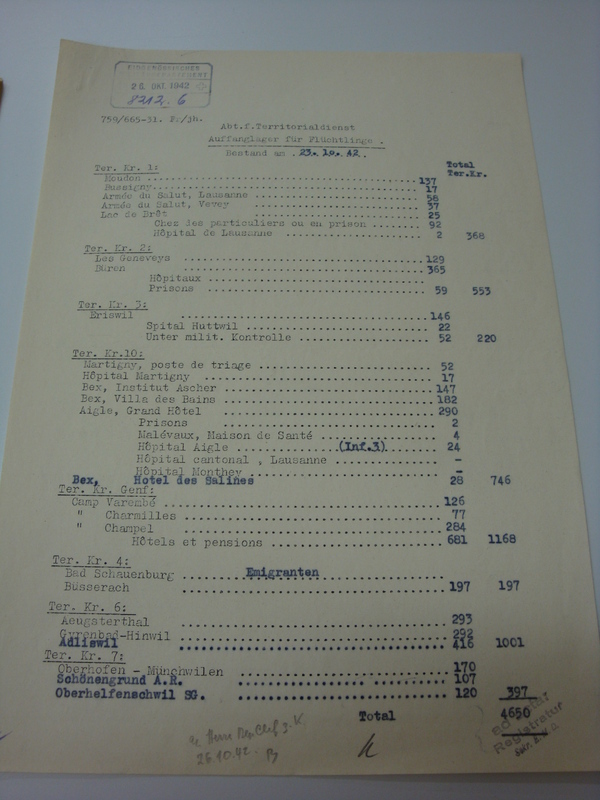 EIDGENÖSSISCHES
26. OKT. 1942
8212. 6
759/665-31.
Abt.f.Territorialdienst
Auffanglager für Flüchtlinge .
Bestand am .23. 10. 42.
Total
Ter.Kr.
Ter. Kr. 1:
Moudon ........ 137
Bussigny........ 17
Armée du Salut, Lausanne ........ 58
Armée du Salut, Vevey ........ 37
Lac de Brêt ........ 25
Chez des particuliers ou en prison ........ 92
Hôpital de Lausanne ........ 2 368
Ter. Kr. 2:
Les Geneveys ........ 129
Büren ........ 365
Hôpitaux ........
Prisons ........ 59 553
Ter. Kr. 3:
Eriswil ........ 146
Spital Huttwil ........ 22
Unter milit. Kontrolle ........ 52 220
Ter. Kr.10:
Martigny, poste de triage ........ 52
Hôpital Martigny ........ 17
Bex, Institut Ascher ........ 147
Bex, Villa des Bains ........ 182
Aigle, Grand Hôtel ........ 290
Prisons ........ 2
Malévaux, Maison de Santé ........ 4
Hôpital Aigle ........(Inf.3)........ 24
Hôpital cantonal , Lausanne ........ -
Hôpital Monthey ........ -
Bex, Hotel des Salines 28 746
Ter. Kr. Genf:
Camp Varembé ........ 126
" Charmilles ........ 77
" Champel ........ 284
Hôtels et pensions ........ 681 1168
Ter. Kr. 4:
Bad Schauenburg ........Emigranten........
Büsserach ........ 197 197
Ter. Kr. 6:
Aeugsterthal ........ 293
Gyrenbad-Hinwil ........ 292
Adliswil ........ 416 1001
Ter. Kr. 7:
Oberhofen - Münchwilen ........ 170
Schönengrund A.R. ........ 107
Oberhelfenschwil SG. ........ 120 397
Total 4650
Registratur
26.10.42.